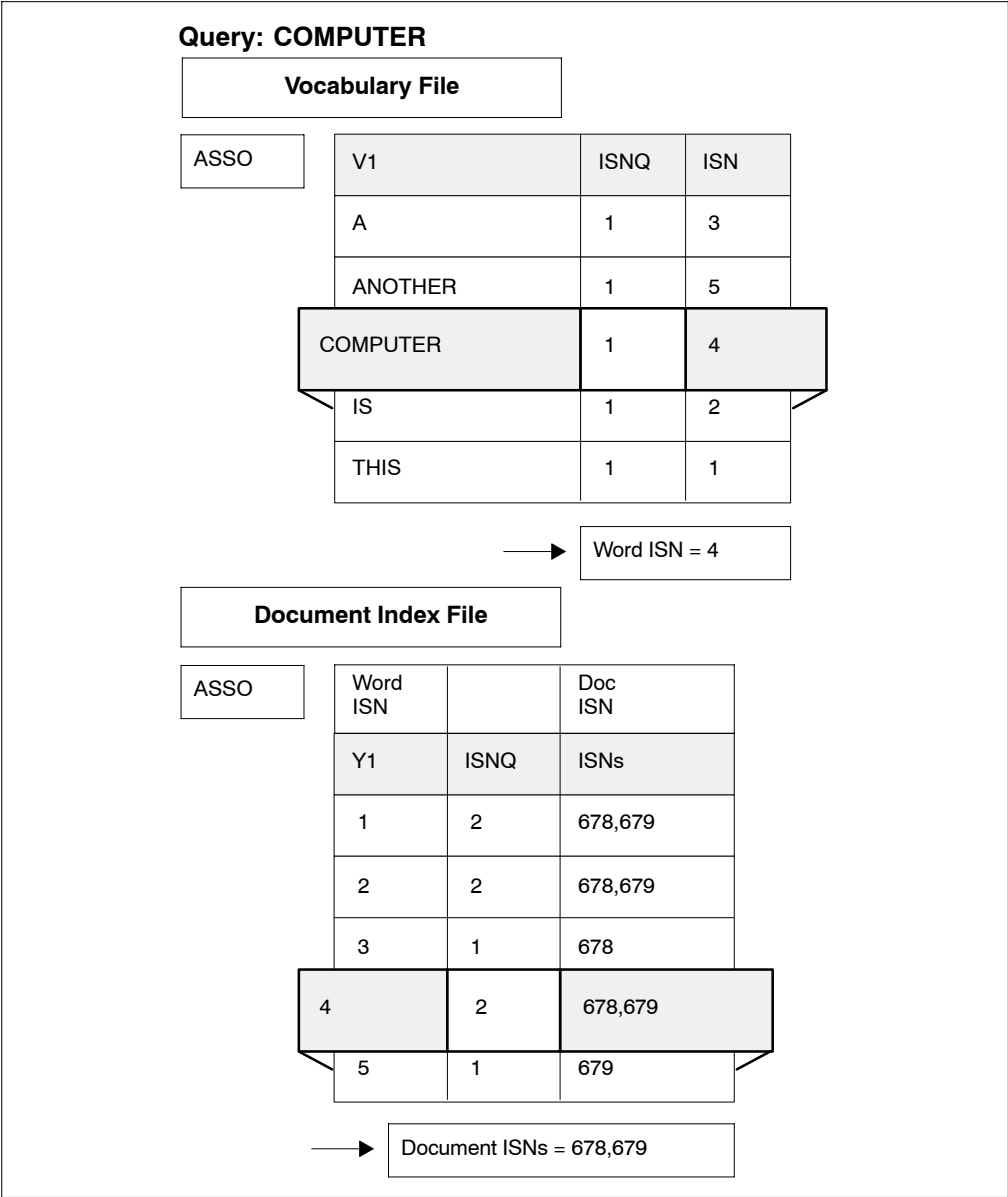 Query: COMPUTER
Vocabulary File
ASSO
V1 ISNQ ISN
A 1 3
ANOTHER 1 5
COMPUTER 1 4
IS 1 2
THIS 1 1
Word ISN = 4
Document Index File
ASSO
Word Doc
ISN ISN
Y1 ISNQ ISNs
1 2 678,679
2 2 678,679
3 1 678
4 2 678,679
5 1 679
Document ISNs = 678,679